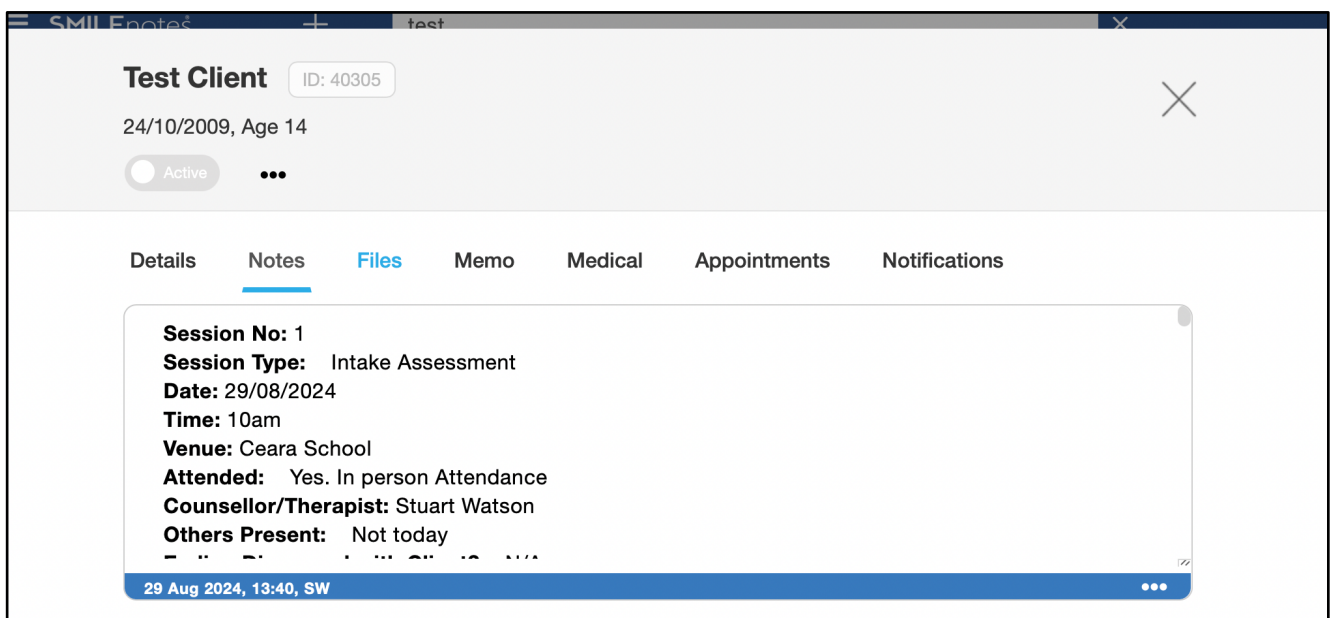 SMILEnotes
test
Test Client ID: 40305
24/10/2009, Age 14
Active
Details Notes Files Memo Medical Appointments Notifications
Session No: 1
Session Type: Intake Assessment
Date: 29/08/2024
Time: 10am
Venue: Ceara School
Attended: Yes. In person Attendance
Counsellor/Therapist: Stuart Watson
Others Present: Not today
29 Aug 2024, 13:40, SW